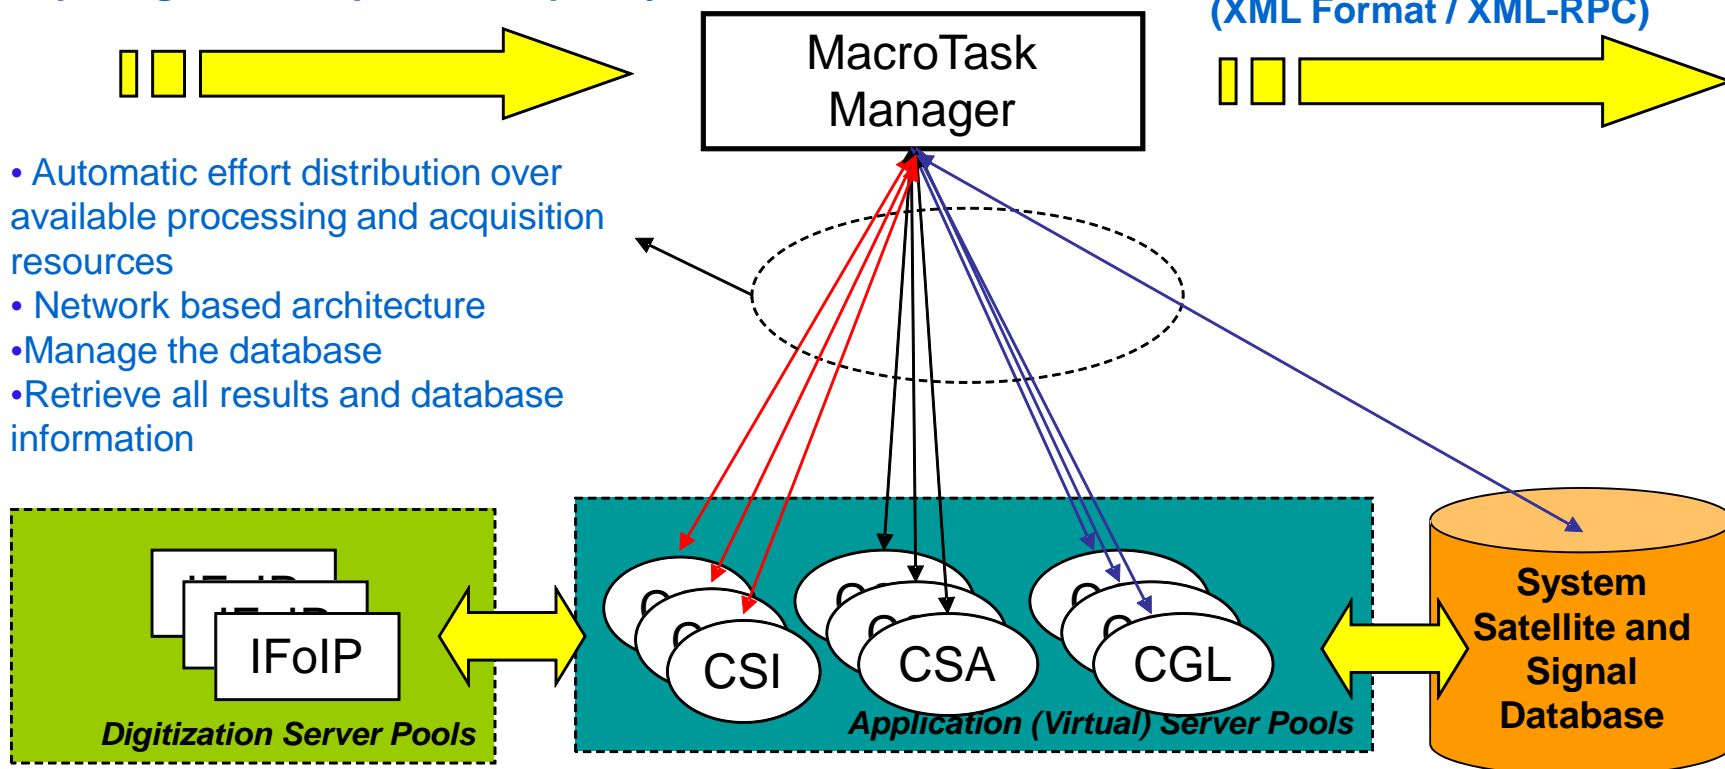 (XML Format / XML-RPC)
MacroTask
Manager
• Automatic effort distribution over
available processing and acquisition
resources
• Network based architecture
•Manage the database
•Retrieve all results and database
information
IFoIP
CSI
CSA
CGL
Digitization Server Pools
Application (Virtual) Server Pools
System
Satellite and
Signal
Database